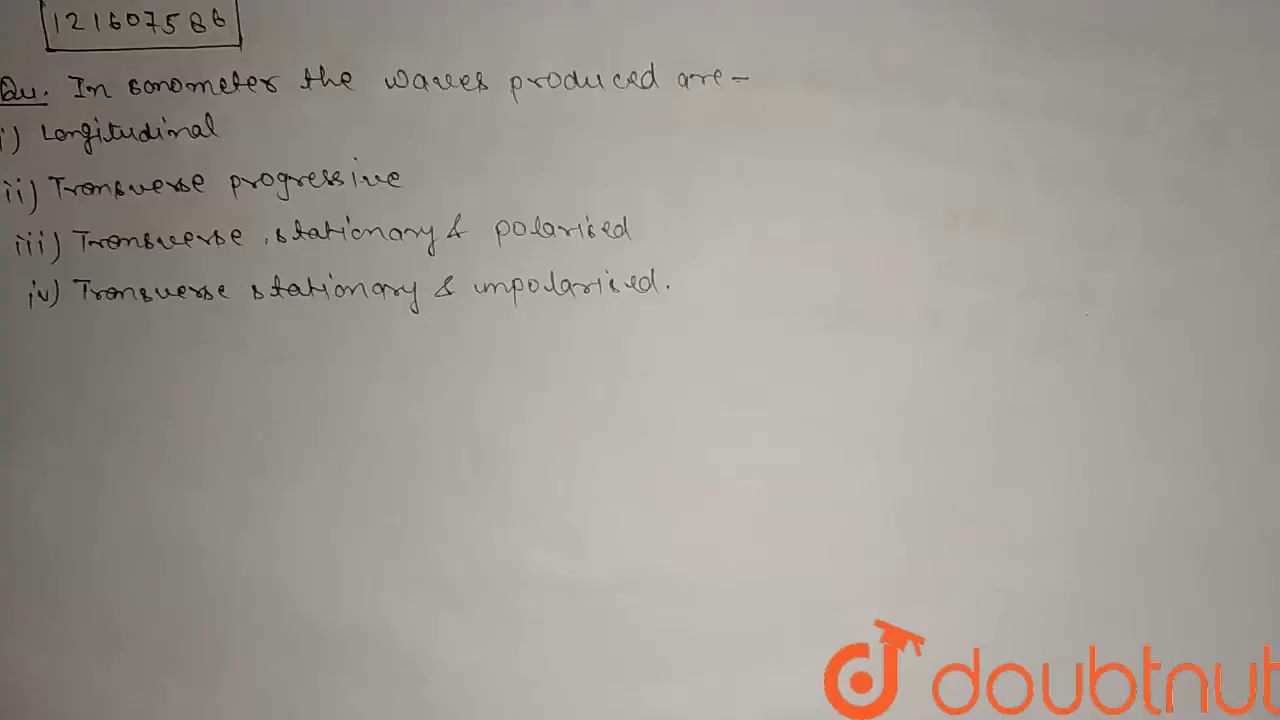 121607586
Qu. In sonometer the waves produced are-
i) Longitudinal
ii) Transverse progressive
iii) Transverse, stationary & polarised
iv) Transverse stationary & unpolarised.
doubtnut